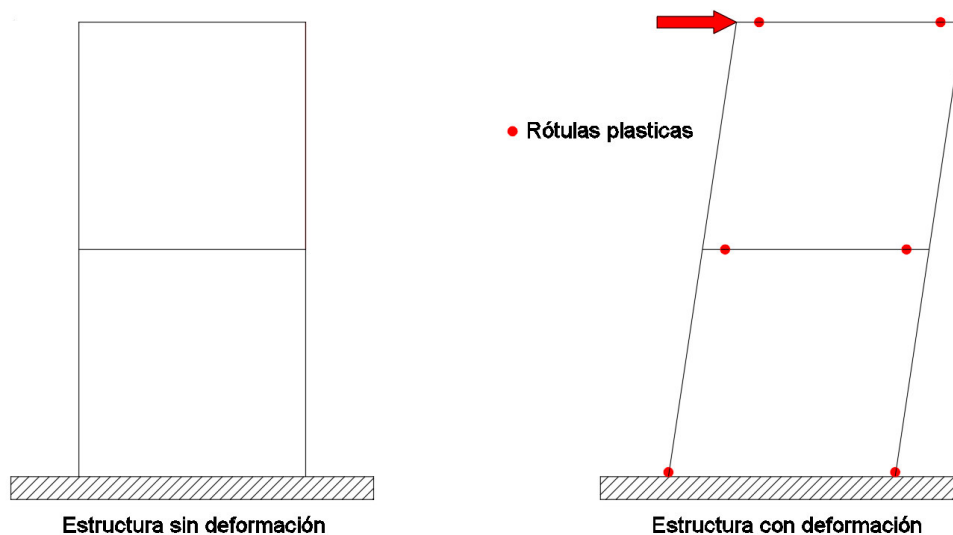 Rótulas plasticas
Estructura sin deformación
Estructura con deformación